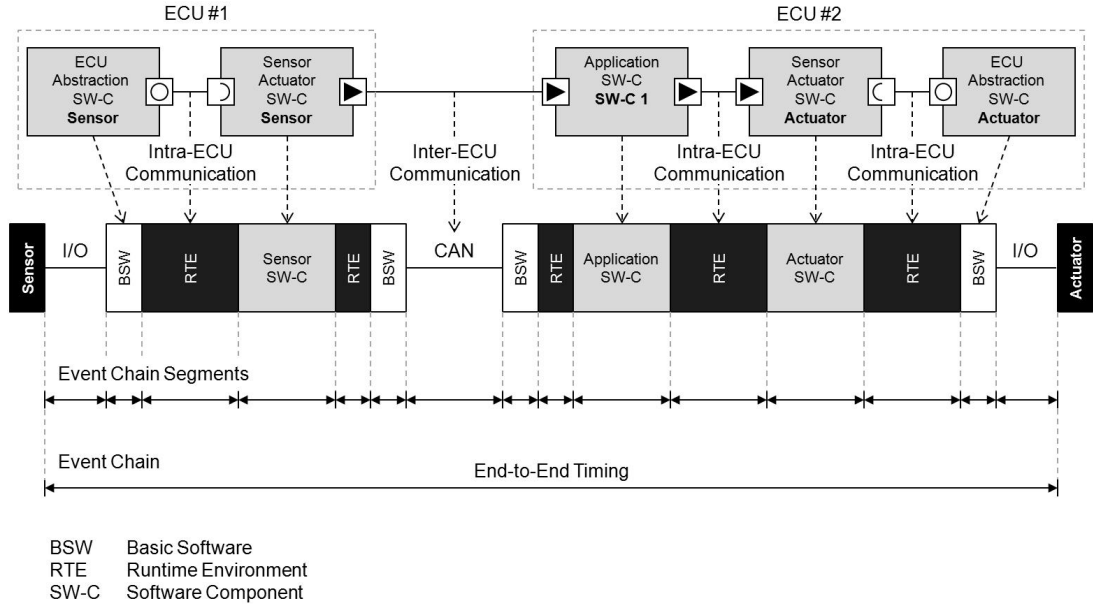 ECU #1
ECU #2
ECU
Abstraction
SW-C
Sensor
Sensor
Actuator
SW-C
Sensor
Application
SW-C
SW-C 1
Sensor
Actuator
SW-C
Actuator
ECU
Abstraction
SW-C
Actuator
Intra-ECU
Communication
Inter-ECU
Communication
Intra-ECU
Communication
Intra-ECU
Communication
Sensor
I/O
BSW
RTE
Sensor
SW-C
RTE
BSW
CAN
BSW
RTE
Application
SW-C
RTE
Actuator
SW-C
RTE
BSW
I/O
Actuator
Event Chain Segments
Event Chain
End-to-End Timing
BSW Basic Software
RTE Runtime Environment
SW-C Software Component